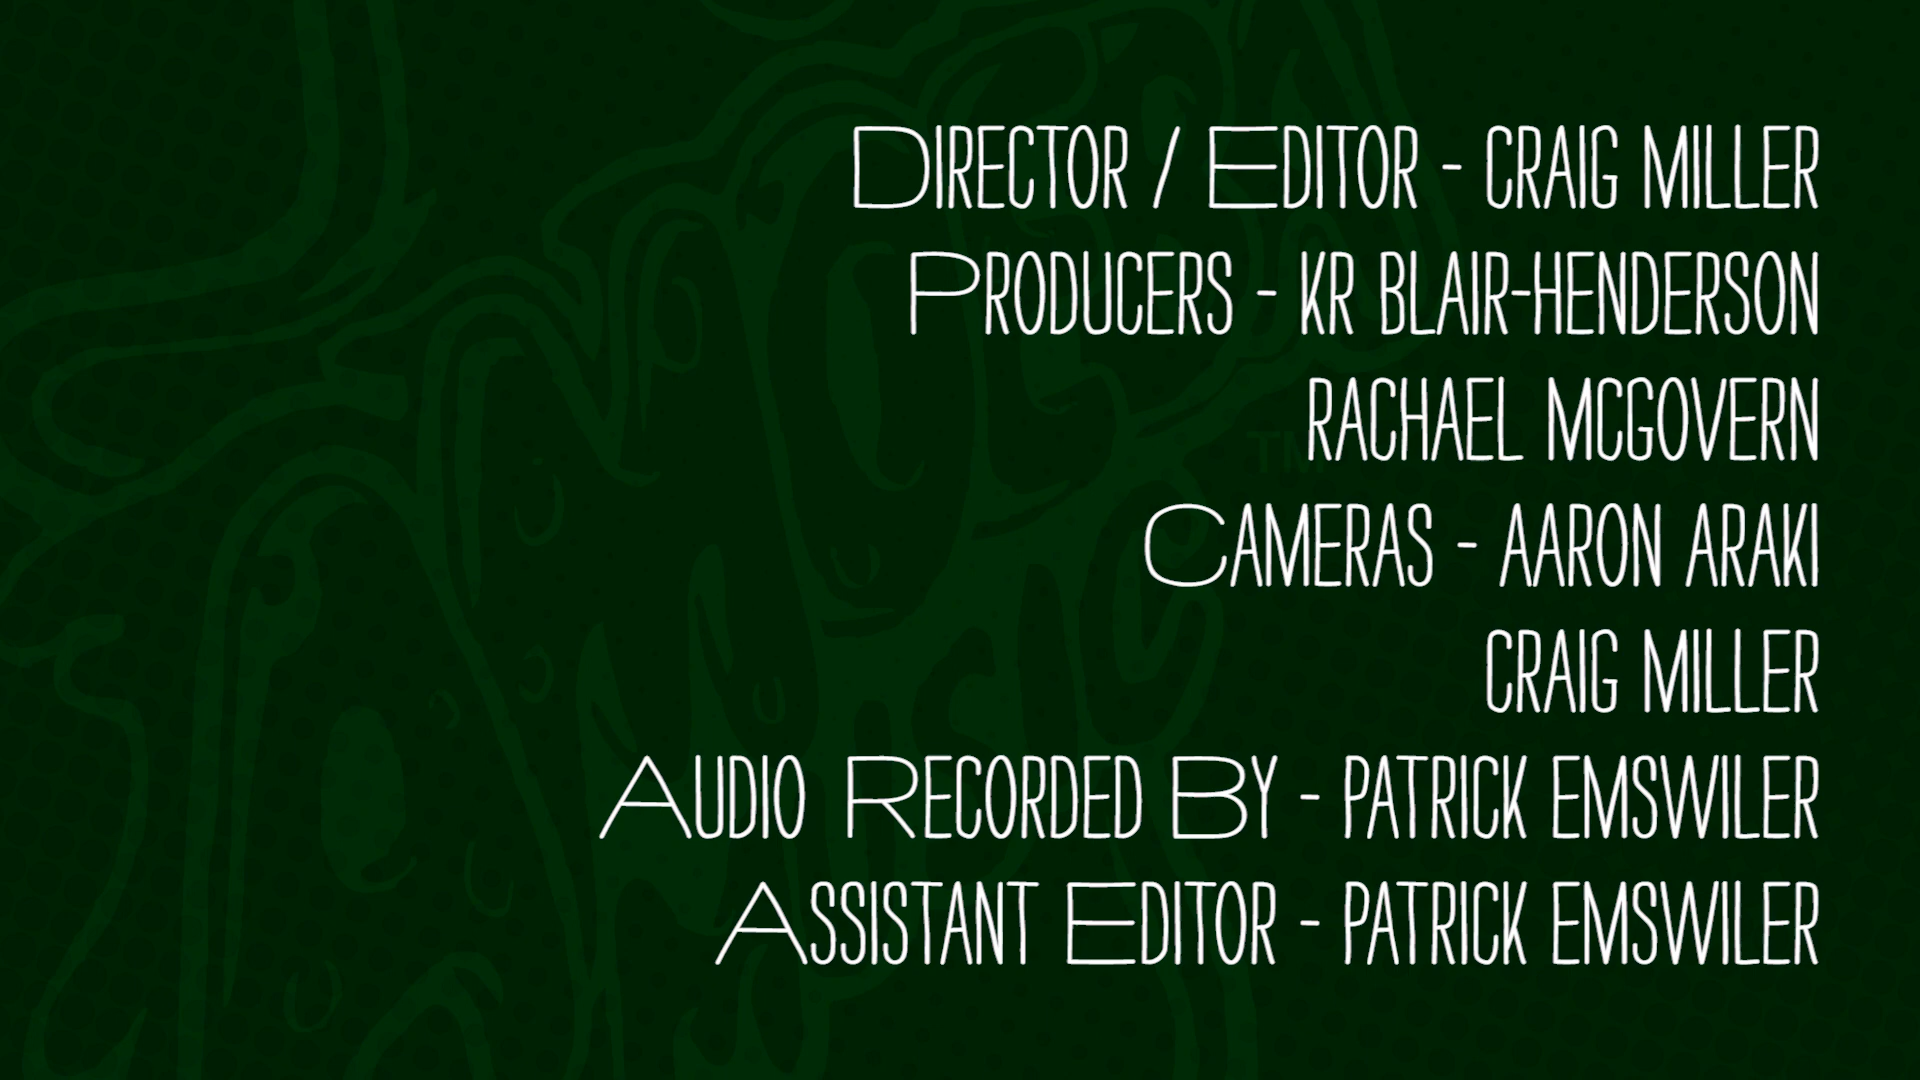 DIRECTOR / EDITOR - CRAIG MILLER
PRODUCERS - KR BLAIR-HENDERSON
RACHAEL MCGOVERN
TM
CAMERAS - AARON ARAKI
CRAIG MILLER
AUDIO RECORDED BY - PATRICK EMSWILER
ASSISTANT EDITOR - PATRICK EMSWILER